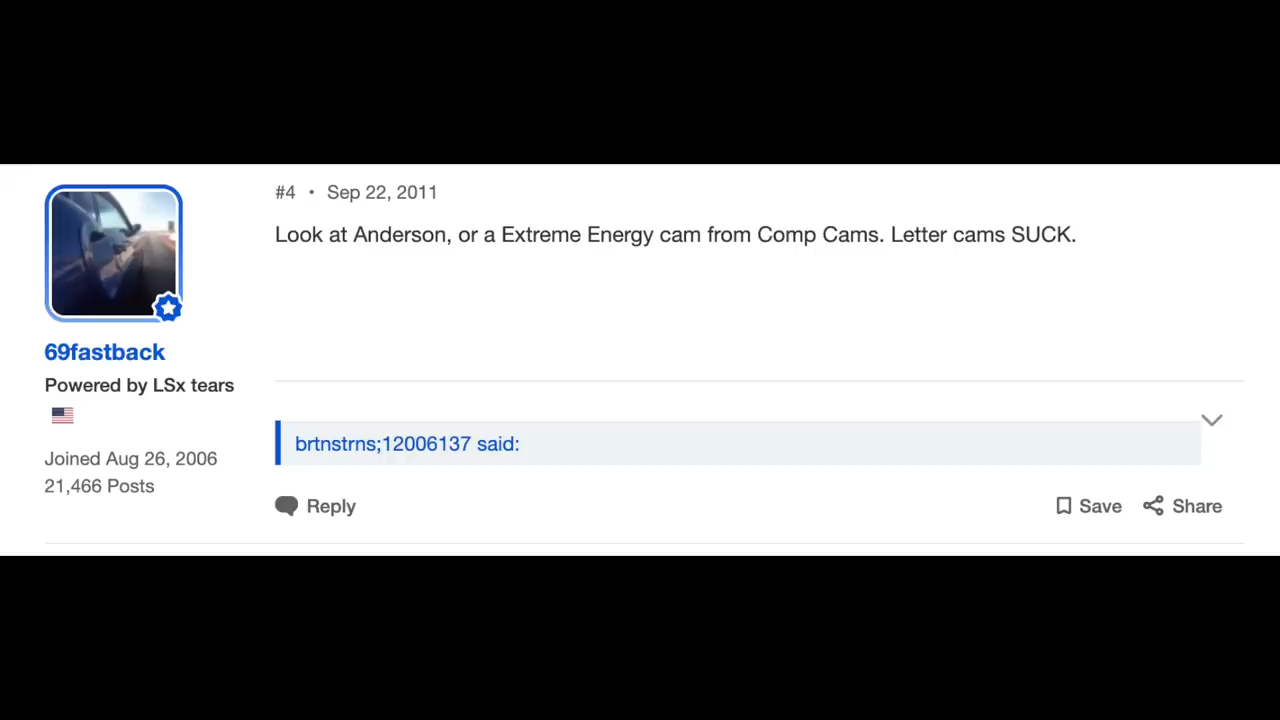 #4 • Sep 22, 2011
Look at Anderson, or a Extreme Energy cam from Comp Cams. Letter cams SUCK.
69fastback
Powered by LSx tears
Joined Aug 26, 2006
21,466 Posts
brtnstrns;12006137 said:
Reply
Save
Share